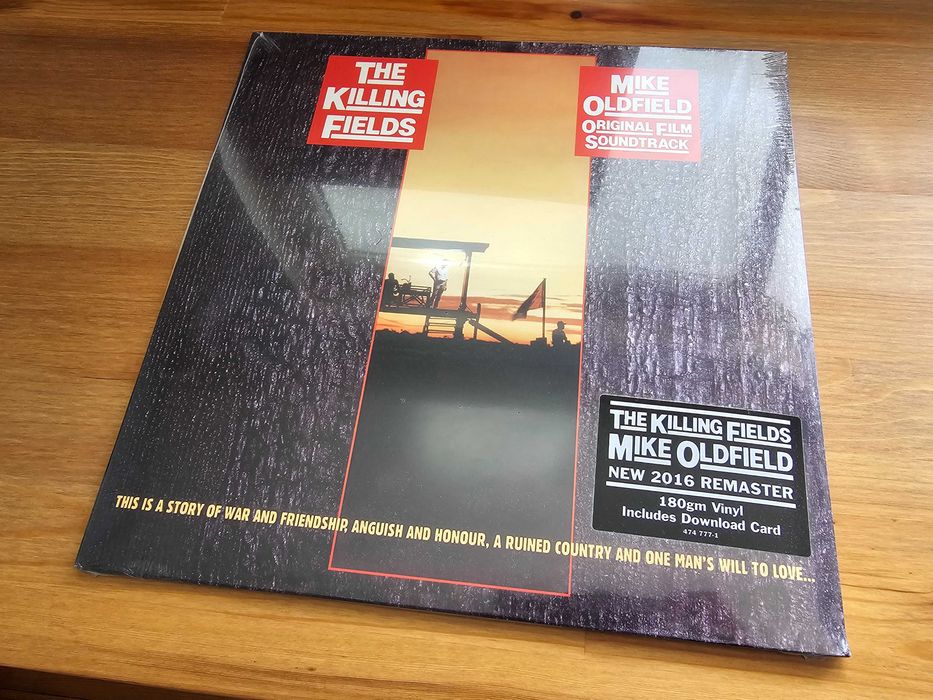 THE
KILLING
FIELDS
MIKE
OLDFIELD
ORIGINAL FILM
SOUNDTRACK
THE KILLING FIELDS
MIKE OLDFIELD
NEW 2016 REMASTER
180gm Vinyl
Includes Download Card
474 777-1
THIS IS A STORY OF WAR AND FRIENDSHIP, ANGUISH AND HONOUR, A RUINED COUNTRY AND ONE MAN'S WILL TO LOVE...